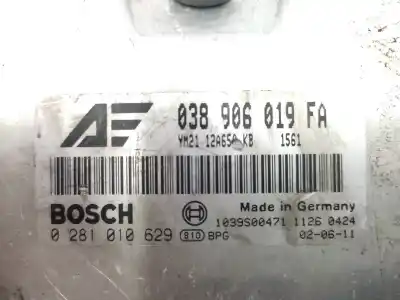 AE 038 906 019 FA
YM21 12A650 KB 1561
BOSCH Made in Germany
1039S00471 1126 0424
0 281 010 629 810 BPG 02-06-11